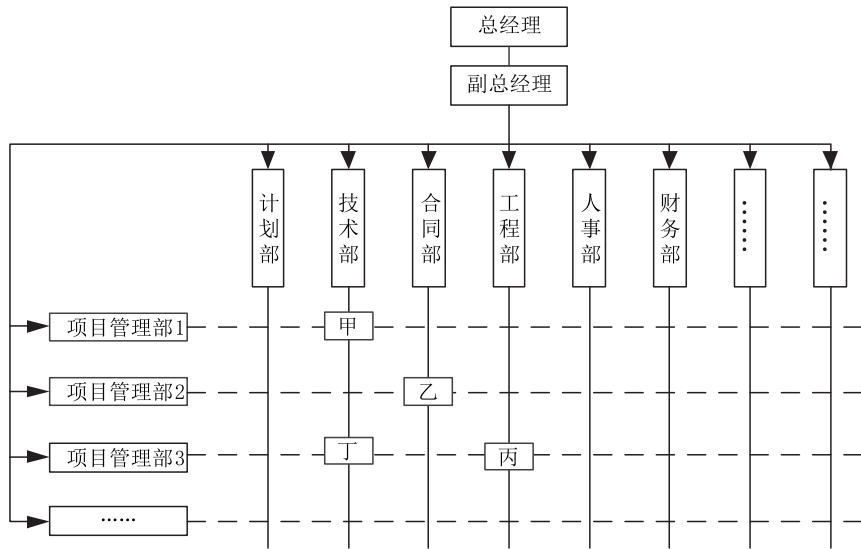 总经理
副总经理
计划部
技术部
合同部
工程部
人事部
财务部
……
……
项目管理部1
甲
项目管理部2
乙
项目管理部3
丁
丙
……